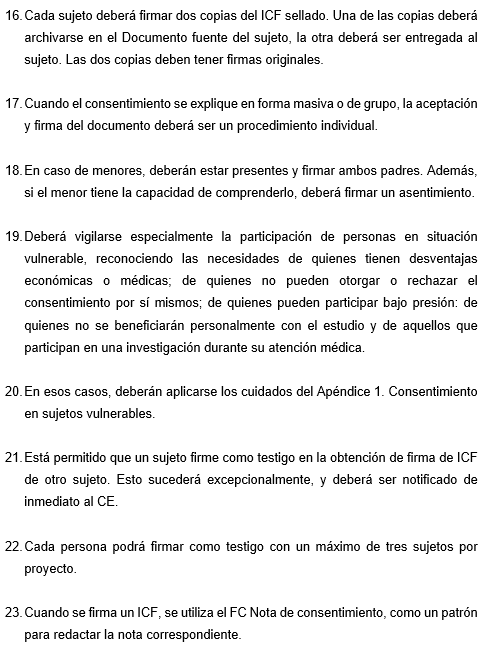 16. Cada sujeto deberá firmar dos copias del ICF sellado. Una de las copias deberá
archivarse en el Documento fuente del sujeto, la otra deberá ser entregada al
sujeto. Las dos copias deben tener firmas originales.
17. Cuando el consentimiento se explique en forma masiva o de grupo, la aceptación
y firma del documento deberá ser un procedimiento individual.
18. En caso de menores, deberán estar presentes y firmar ambos padres. Además,
si el menor tiene la capacidad de comprenderlo, deberá firmar un asentimiento.
19. Deberá vigilarse especialmente la participación de personas en situación
vulnerable, reconociendo las necesidades de quienes tienen desventajas
económicas o médicas; de quienes no pueden otorgar o rechazar el
consentimiento por sí mismos; de quienes pueden participar bajo presión: de
quienes no se beneficiarán personalmente con el estudio y de aquellos que
participan en una investigación durante su atención médica.
20. En esos casos, deberán aplicarse los cuidados del Apéndice 1. Consentimiento
en sujetos vulnerables.
21. Está permitido que un sujeto firme como testigo en la obtención de firma de ICF
de otro sujeto. Esto sucederá excepcionalmente, y deberá ser notificado de
inmediato al CE.
22. Cada persona podrá firmar como testigo con un máximo de tres sujetos por
proyecto.
23. Cuando se firma un ICF, se utiliza el FC Nota de consentimiento, como un patrón
para redactar la nota correspondiente.